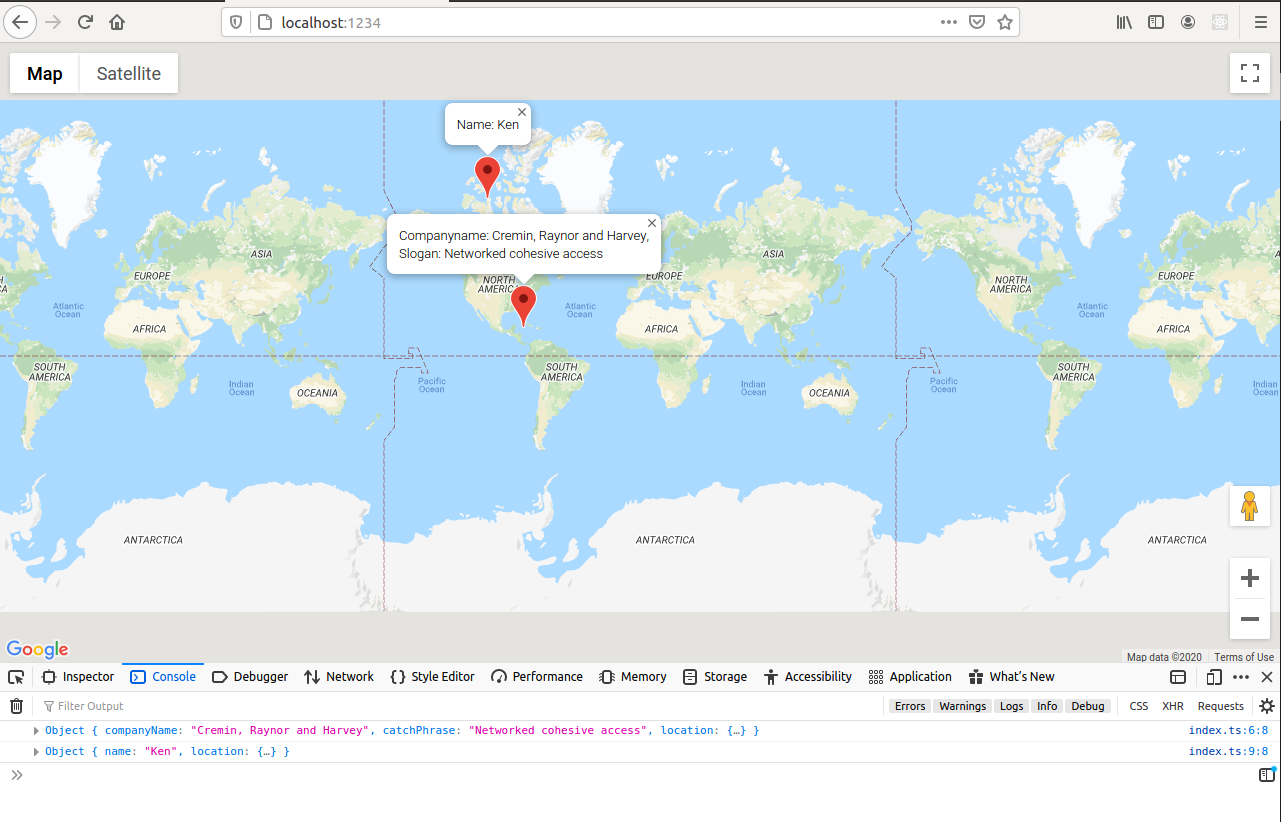 localhost:1234
Map Satellite
Name: Ken
Companyname: Cremin, Raynor and Harvey,
Slogan: Networked cohesive access
ASIA ASIA
EUROPE NORTH AMERICA EUROPE NORTH AMERICA EUROPE
A
Atlantic Ocean Atlantic Ocean Atlantic Ocean
AFRICA AFRICA AFRICA
SOUTH AMERICA SOUTH AMERICA SOUTH AMERICA
Indian Ocean Pacific Ocean Indian Ocean Pacific Ocean Indian Ocean
OCEANIA OCEANIA
ANTARCTICA ANTARCTICA ANTARCTICA
Google
Map data ©2020 Terms of Use
Inspector Console Debugger Network {} Style Editor Performance Memory Storage Accessibility Application What's New
Filter Output Errors Warnings Logs Info Debug CSS XHR Requests
Object { companyName: "Cremin, Raynor and Harvey", catchPhrase: "Networked cohesive access", location: {…} } index.ts:6:8
Object { name: "Ken", location: {…} } index.ts:9:8